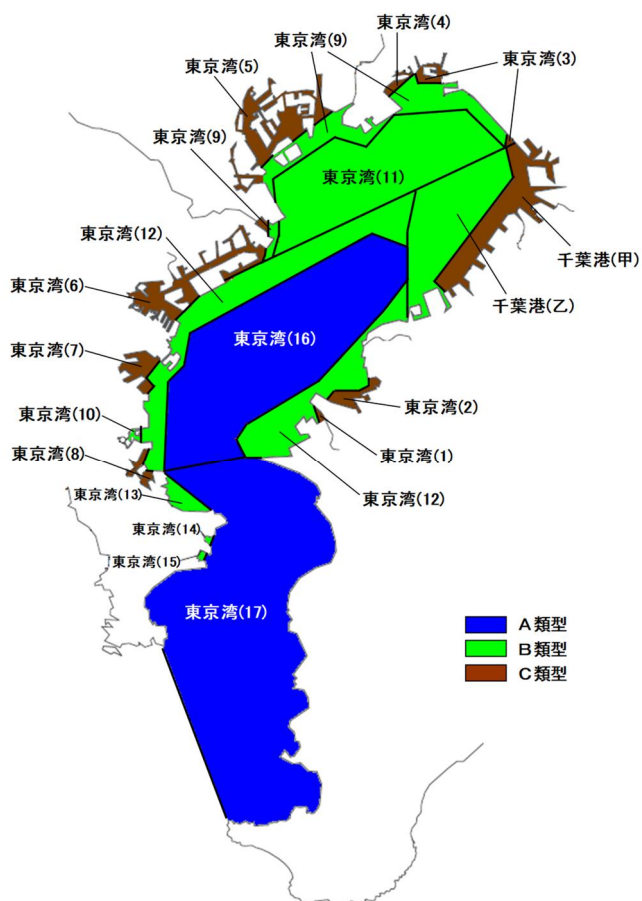 東京湾(4)
東京湾(9)
東京湾(3)
東京湾(5)
東京湾(9)
東京湾(11)
東京湾(12)
千葉港(甲)
東京湾(6)
千葉港(乙)
東京湾(16)
東京湾(7)
東京湾(2)
東京湾(10)
東京湾(1)
東京湾(8)
東京湾(12)
東京湾(13)
東京湾(14)
東京湾(15)
東京湾(17)
A類型
B類型
C類型